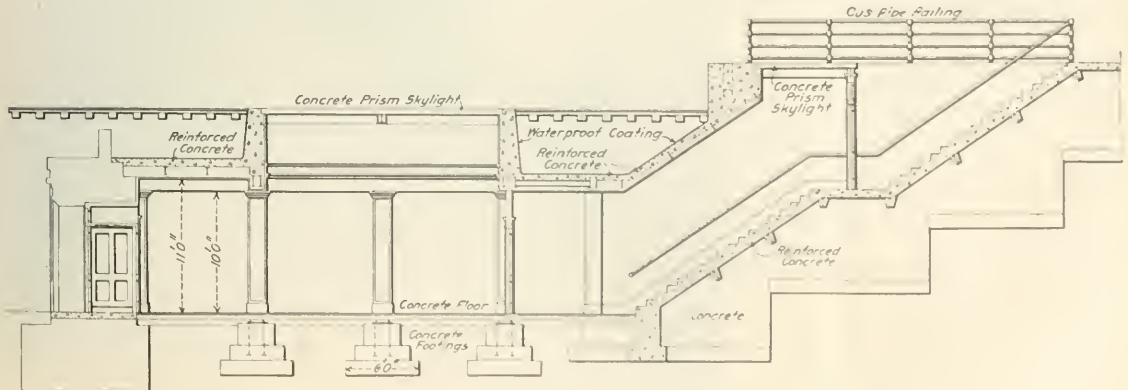 Cus Pipe Railing
Concrete Prism Skylight
Concrete
Prism
Skylight
Reinforced
Concrete
Waterproof Coating
Reinforced
Concrete
11'0"
10'0"
Reinforced
Concrete
Concrete Floor
Concrete
Concrete
Footings
6'0"